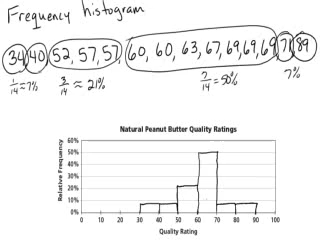 Frequency histogram
34, 40, 52, 57, 57, 60, 60, 63, 67, 69, 69, 69, 71, 89
1/14 ≈ 7% 3/14 ≈ 21% 7/14 = 50% 7%
Natural Peanut Butter Quality Ratings
Relative Frequency
60%
50%
40%
30%
20%
10%
0%
0 10 20 30 40 50 60 70 80 90 100
Quality Rating